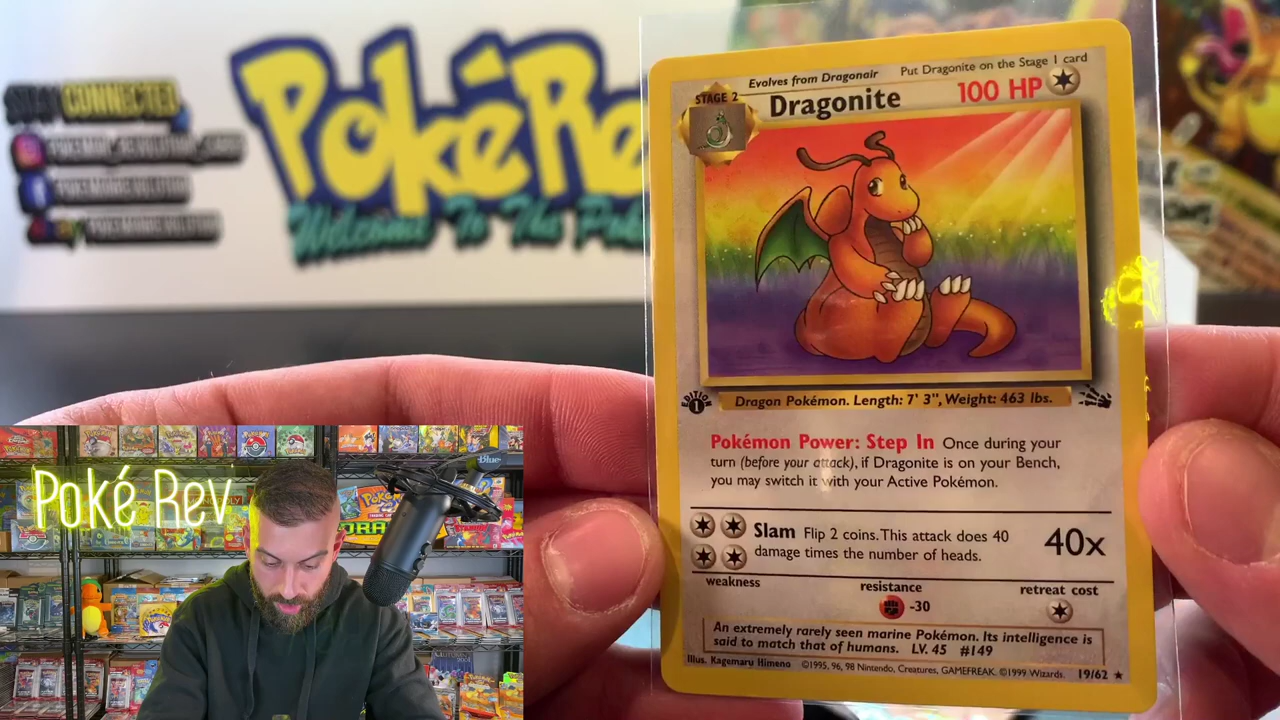 STAY CONNECTED
PokéRe
Welcome To The Pok
Evolves from Dragonair
Put Dragonite on the Stage 1 card
STAGE 2
Dragonite
100 HP
EDITION
1
Dragon Pokémon. Length: 7' 3", Weight: 463 lbs.
Pokémon Power: Step In Once during your
turn (before your attack), if Dragonite is on your Bench,
you may switch it with your Active Pokémon.
Slam Flip 2 coins. This attack does 40
damage times the number of heads.
40x
weakness
resistance
retreat cost
-30
An extremely rarely seen marine Pokémon. Its intelligence is
said to match that of humans. LV. 45 #149
Illus. Kagemaru Himeno ©1995, 96, 98 Nintendo, Creatures, GAMEFREAK. ©1999 Wizards. 19/62
Poké Rev